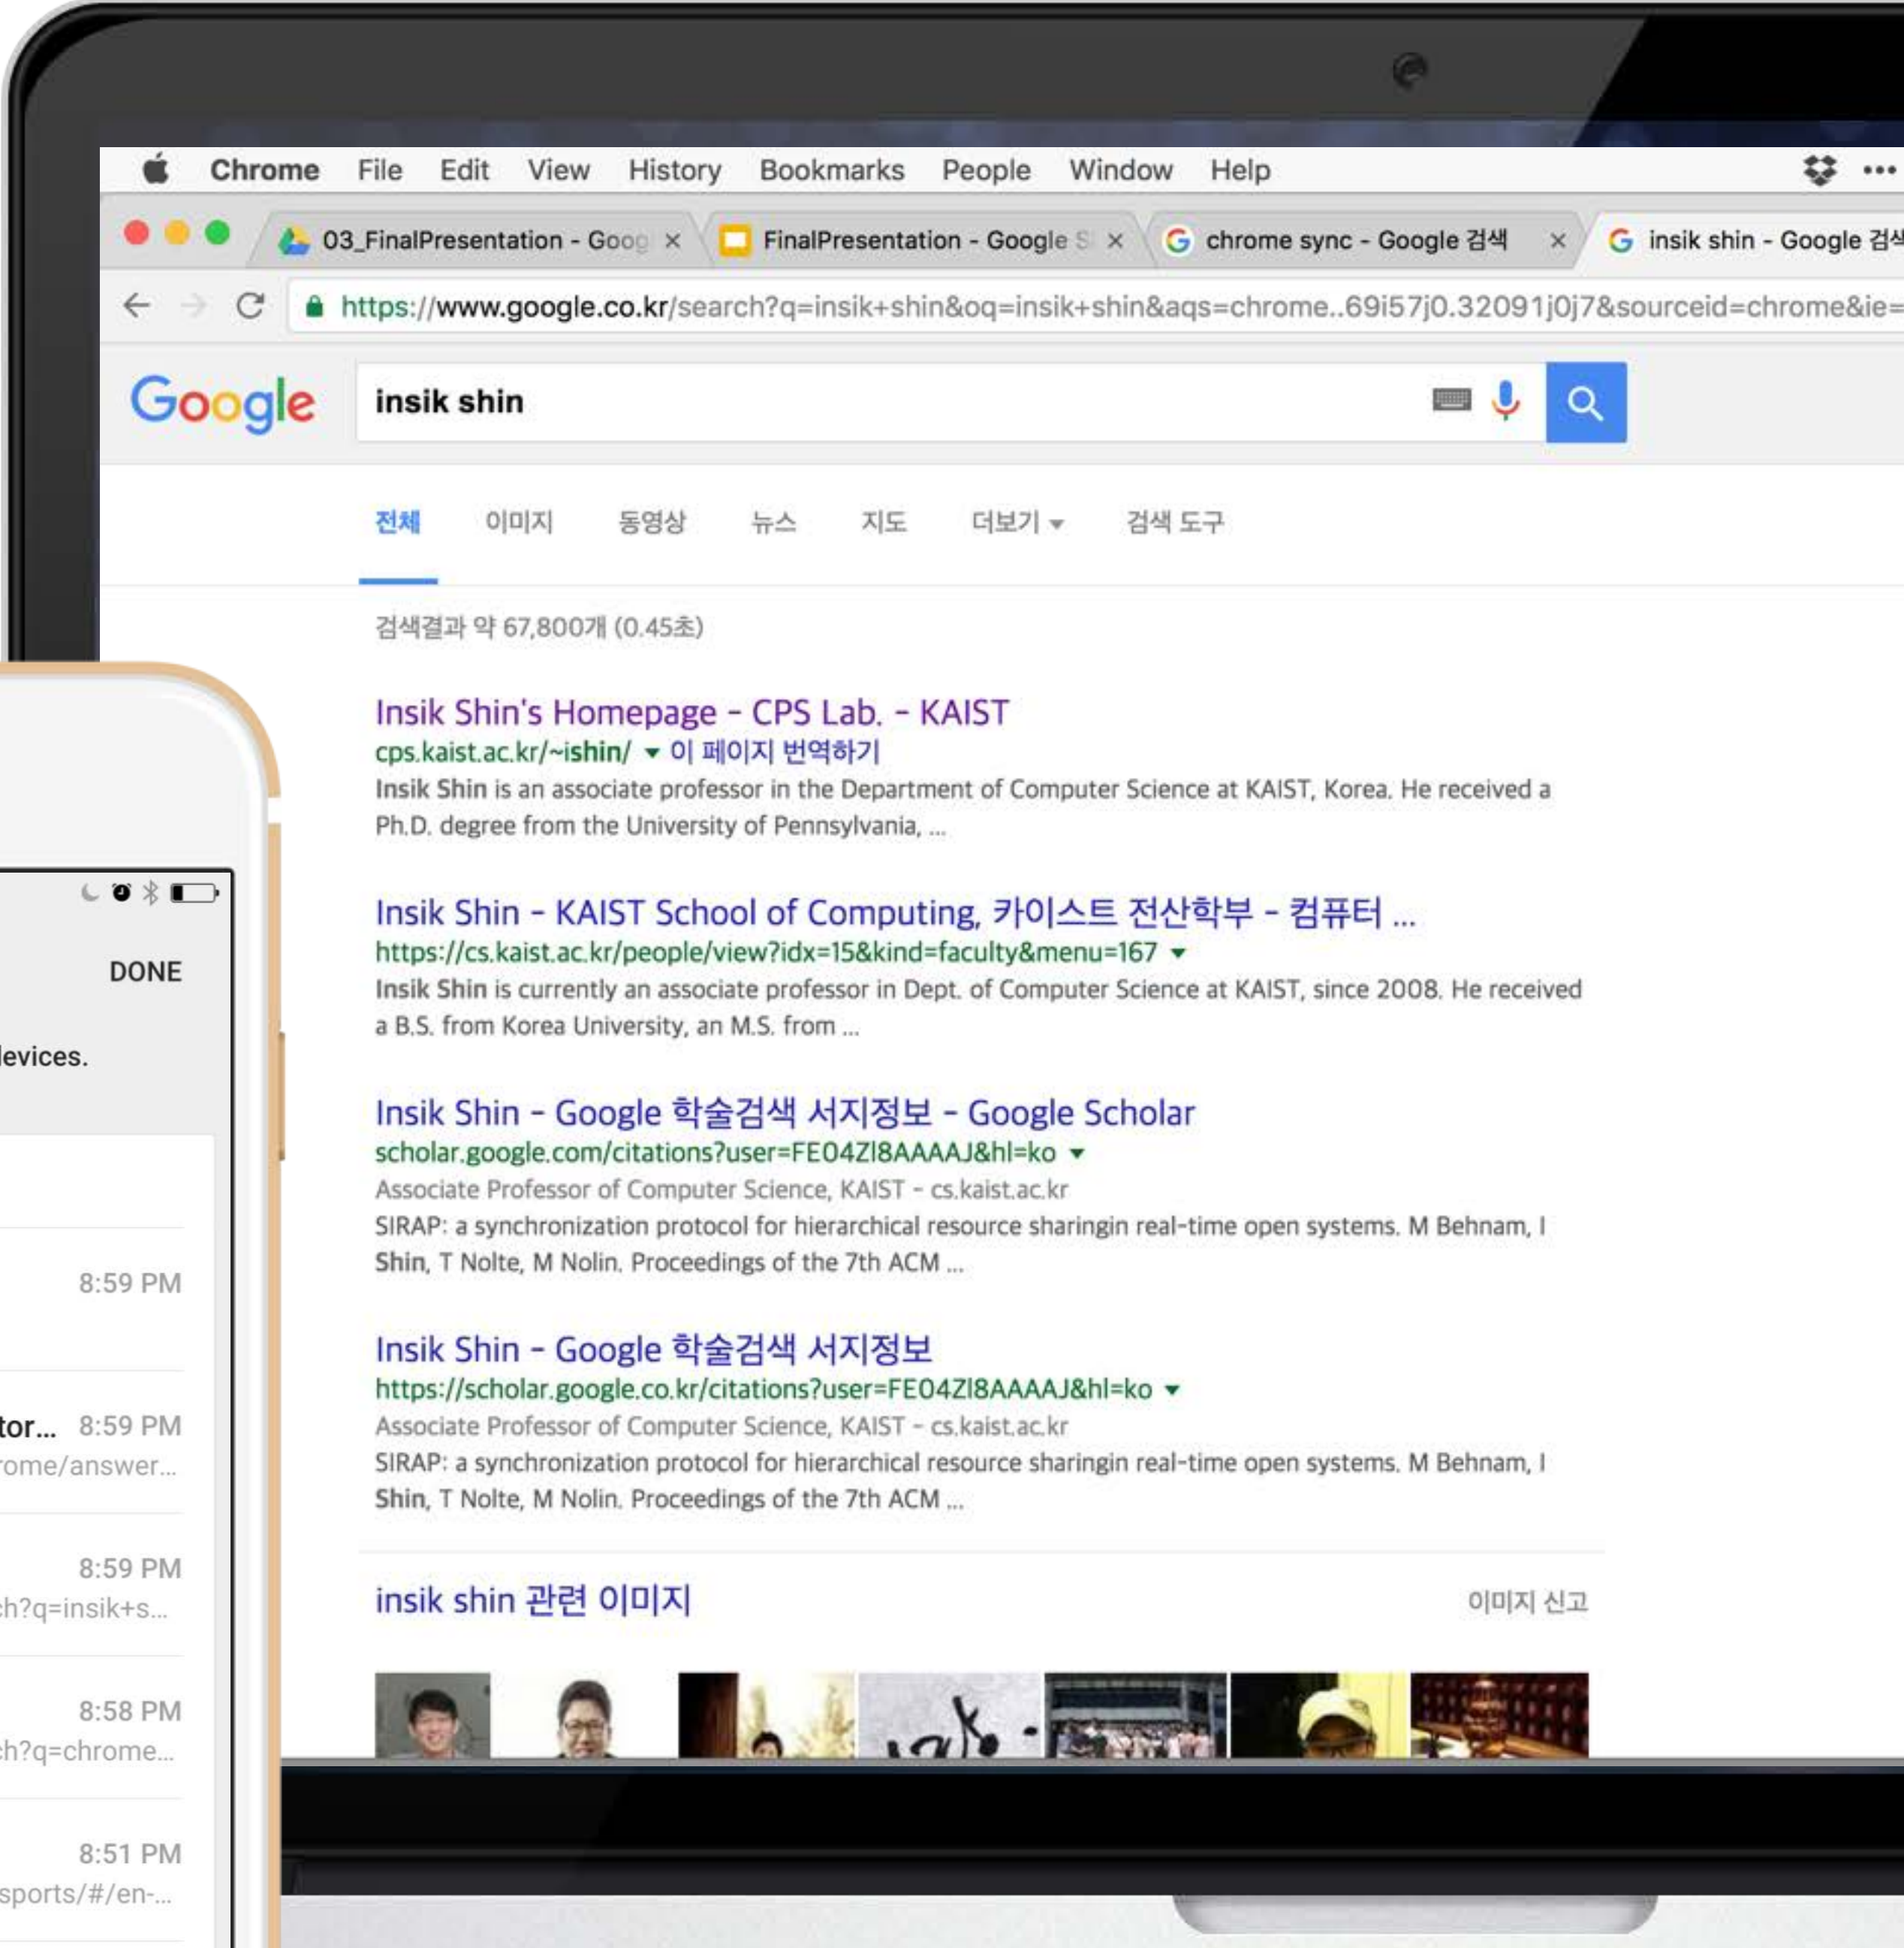 Chrome File Edit View History Bookmarks People Window Help
03_FinalPresentation - Goog
FinalPresentation - Google S
chrome sync - Google 검색
insik shin - Google 검색
https://www.google.co.kr/search?q=insik+shin&oq=insik+shin&aqs=chrome..69i57j0.32091j0j7&sourceid=chrome&ie=
Google
insik shin
전체 이미지 동영상 뉴스 지도 더보기 검색 도구
검색결과 약 67,800개 (0.45초)
Insik Shin's Homepage - CPS Lab. - KAIST
cps.kaist.ac.kr/~ishin/ 이 페이지 번역하기
Insik Shin is an associate professor in the Department of Computer Science at KAIST, Korea. He received a
Ph.D. degree from the University of Pennsylvania, ...
Insik Shin - KAIST School of Computing, 카이스트 전산학부 - 컴퓨터 ...
https://cs.kaist.ac.kr/people/view?idx=15&kind=faculty&menu=167
Insik Shin is currently an associate professor in Dept. of Computer Science at KAIST, since 2008. He received
a B.S. from Korea University, an M.S. from ...
Insik Shin - Google 학술검색 서지정보 - Google Scholar
scholar.google.com/citations?user=FE04Zl8AAAAJ&hl=ko
Associate Professor of Computer Science, KAIST - cs.kaist.ac.kr
SIRAP: a synchronization protocol for hierarchical resource sharingin real-time open systems. M Behnam, I
Shin, T Nolte, M Nolin. Proceedings of the 7th ACM ...
Insik Shin - Google 학술검색 서지정보
https://scholar.google.co.kr/citations?user=FE04Zl8AAAAJ&hl=ko
Associate Professor of Computer Science, KAIST - cs.kaist.ac.kr
SIRAP: a synchronization protocol for hierarchical resource sharingin real-time open systems. M Behnam, I
Shin, T Nolte, M Nolin. Proceedings of the 7th ACM ...
insik shin 관련 이미지
이미지 신고
DONE
devices.
8:59 PM
tor... 8:59 PM
rome/answer...
8:59 PM
ch?q=insik+s...
8:58 PM
ch?q=chrome...
8:51 PM
sports/#/en-...